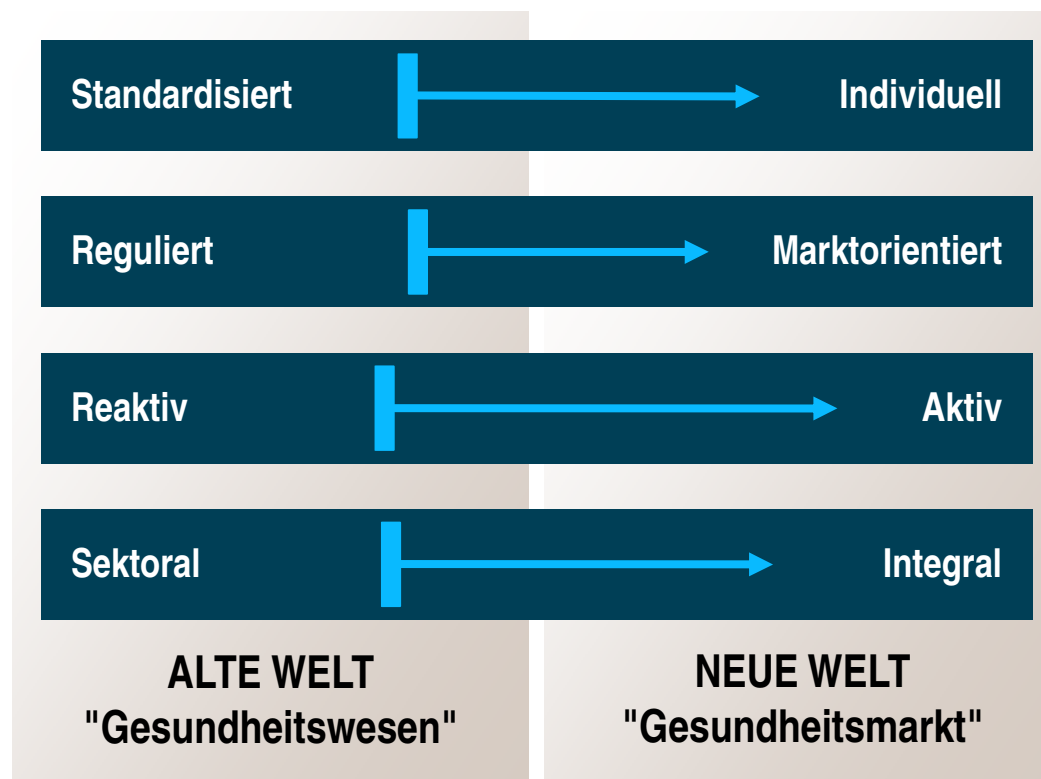 Standardisiert Individuell
Reguliert Marktorientiert
Reaktiv Aktiv
Sektoral Integral
ALTE WELT
"Gesundheitswesen"
NEUE WELT
"Gesundheitsmarkt"